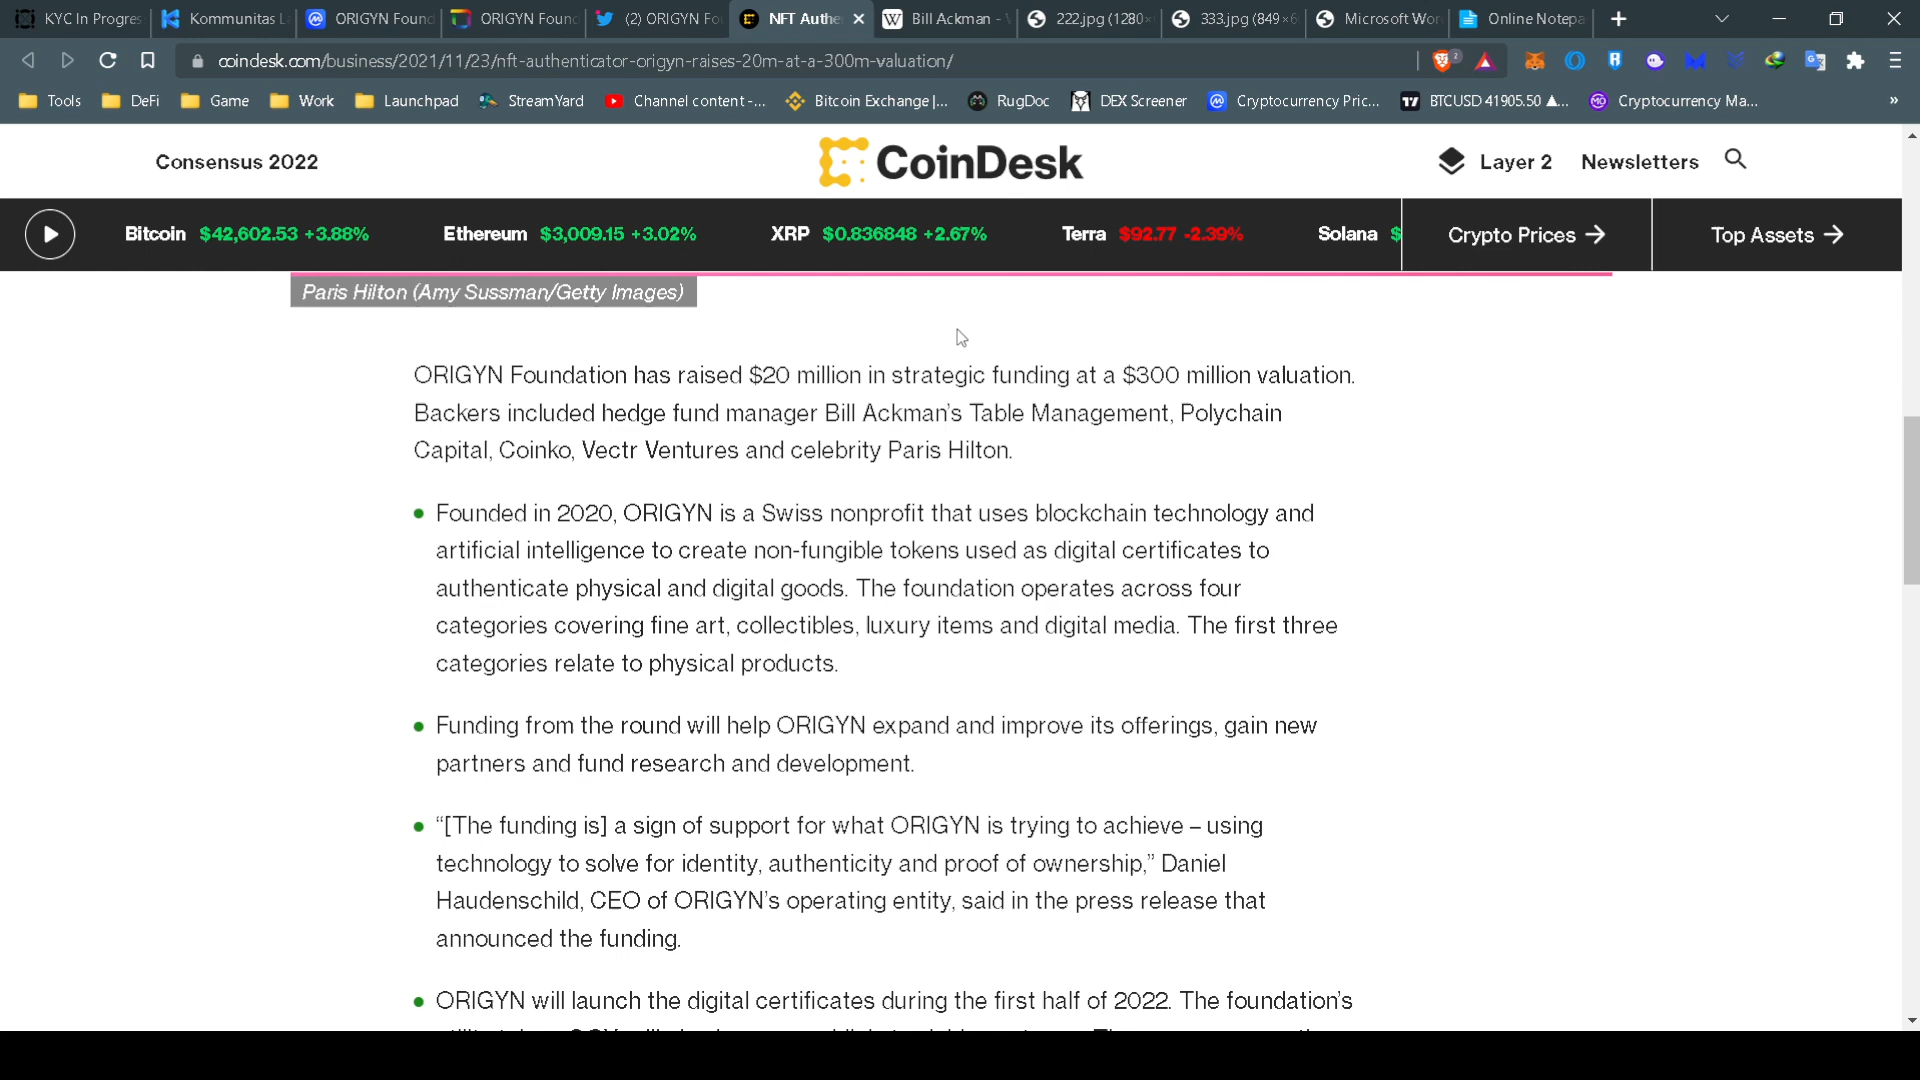 KYC In Progres
Kommunitas L
ORIGYN Found
ORIGYN Foun
(2) ORIGYN Fo
NFT Authe
Bill Ackman -
222.jpg (1280×
333.jpg (849×6
Microsoft Wor
Online Notepa
coindesk.com/business/2021/11/23/nft-authenticator-origyn-raises-20m-at-a-300m-valuation/
Tools
DeFi
Game
Work
Launchpad
StreamYard
Channel content -...
Bitcoin Exchange |...
RugDoc
DEX Screener
Cryptocurrency Pric...
BTCUSD 41905.50 ▲...
Cryptocurrency Ma...
»
Consensus 2022
CoinDesk
Layer 2
Newsletters
Bitcoin $42,602.53 +3.88%
Ethereum $3,009.15 +3.02%
XRP $0.836848 +2.67%
Terra $92.77 -2.39%
Solana $
Crypto Prices →
Top Assets →
Paris Hilton (Amy Sussman/Getty Images)
ORIGYN Foundation has raised $20 million in strategic funding at a $300 million valuation.
Backers included hedge fund manager Bill Ackman’s Table Management, Polychain
Capital, Coinko, Vectr Ventures and celebrity Paris Hilton.
Founded in 2020, ORIGYN is a Swiss nonprofit that uses blockchain technology and
artificial intelligence to create non-fungible tokens used as digital certificates to
authenticate physical and digital goods. The foundation operates across four
categories covering fine art, collectibles, luxury items and digital media. The first three
categories relate to physical products.
Funding from the round will help ORIGYN expand and improve its offerings, gain new
partners and fund research and development.
“[The funding is] a sign of support for what ORIGYN is trying to achieve – using
technology to solve for identity, authenticity and proof of ownership,” Daniel
Haudenschild, CEO of ORIGYN’s operating entity, said in the press release that
announced the funding.
ORIGYN will launch the digital certificates during the first half of 2022. The foundation’s